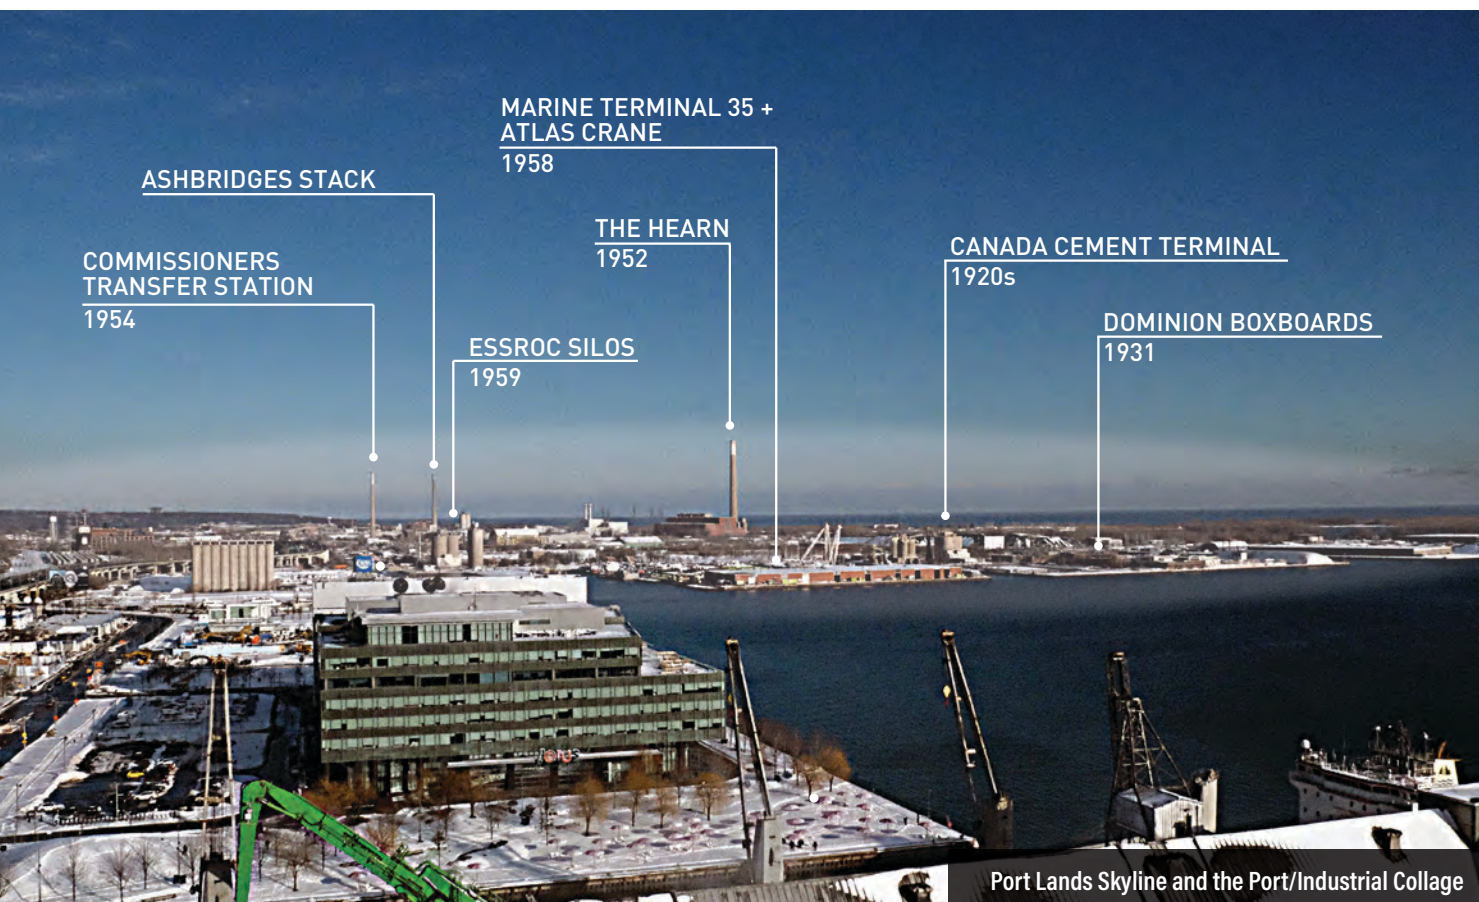 MARINE TERMINAL 35 +
ATLAS CRANE
1958
ASHBRIDGES STACK
THE HEARN
1952
COMMISSIONERS
TRANSFER STATION
1954
CANADA CEMENT TERMINAL
1920s
DOMINION BOXBOARDS
1931
ESSROC SILOS
1959
corus
Port Lands Skyline and the Port/Industrial Collage